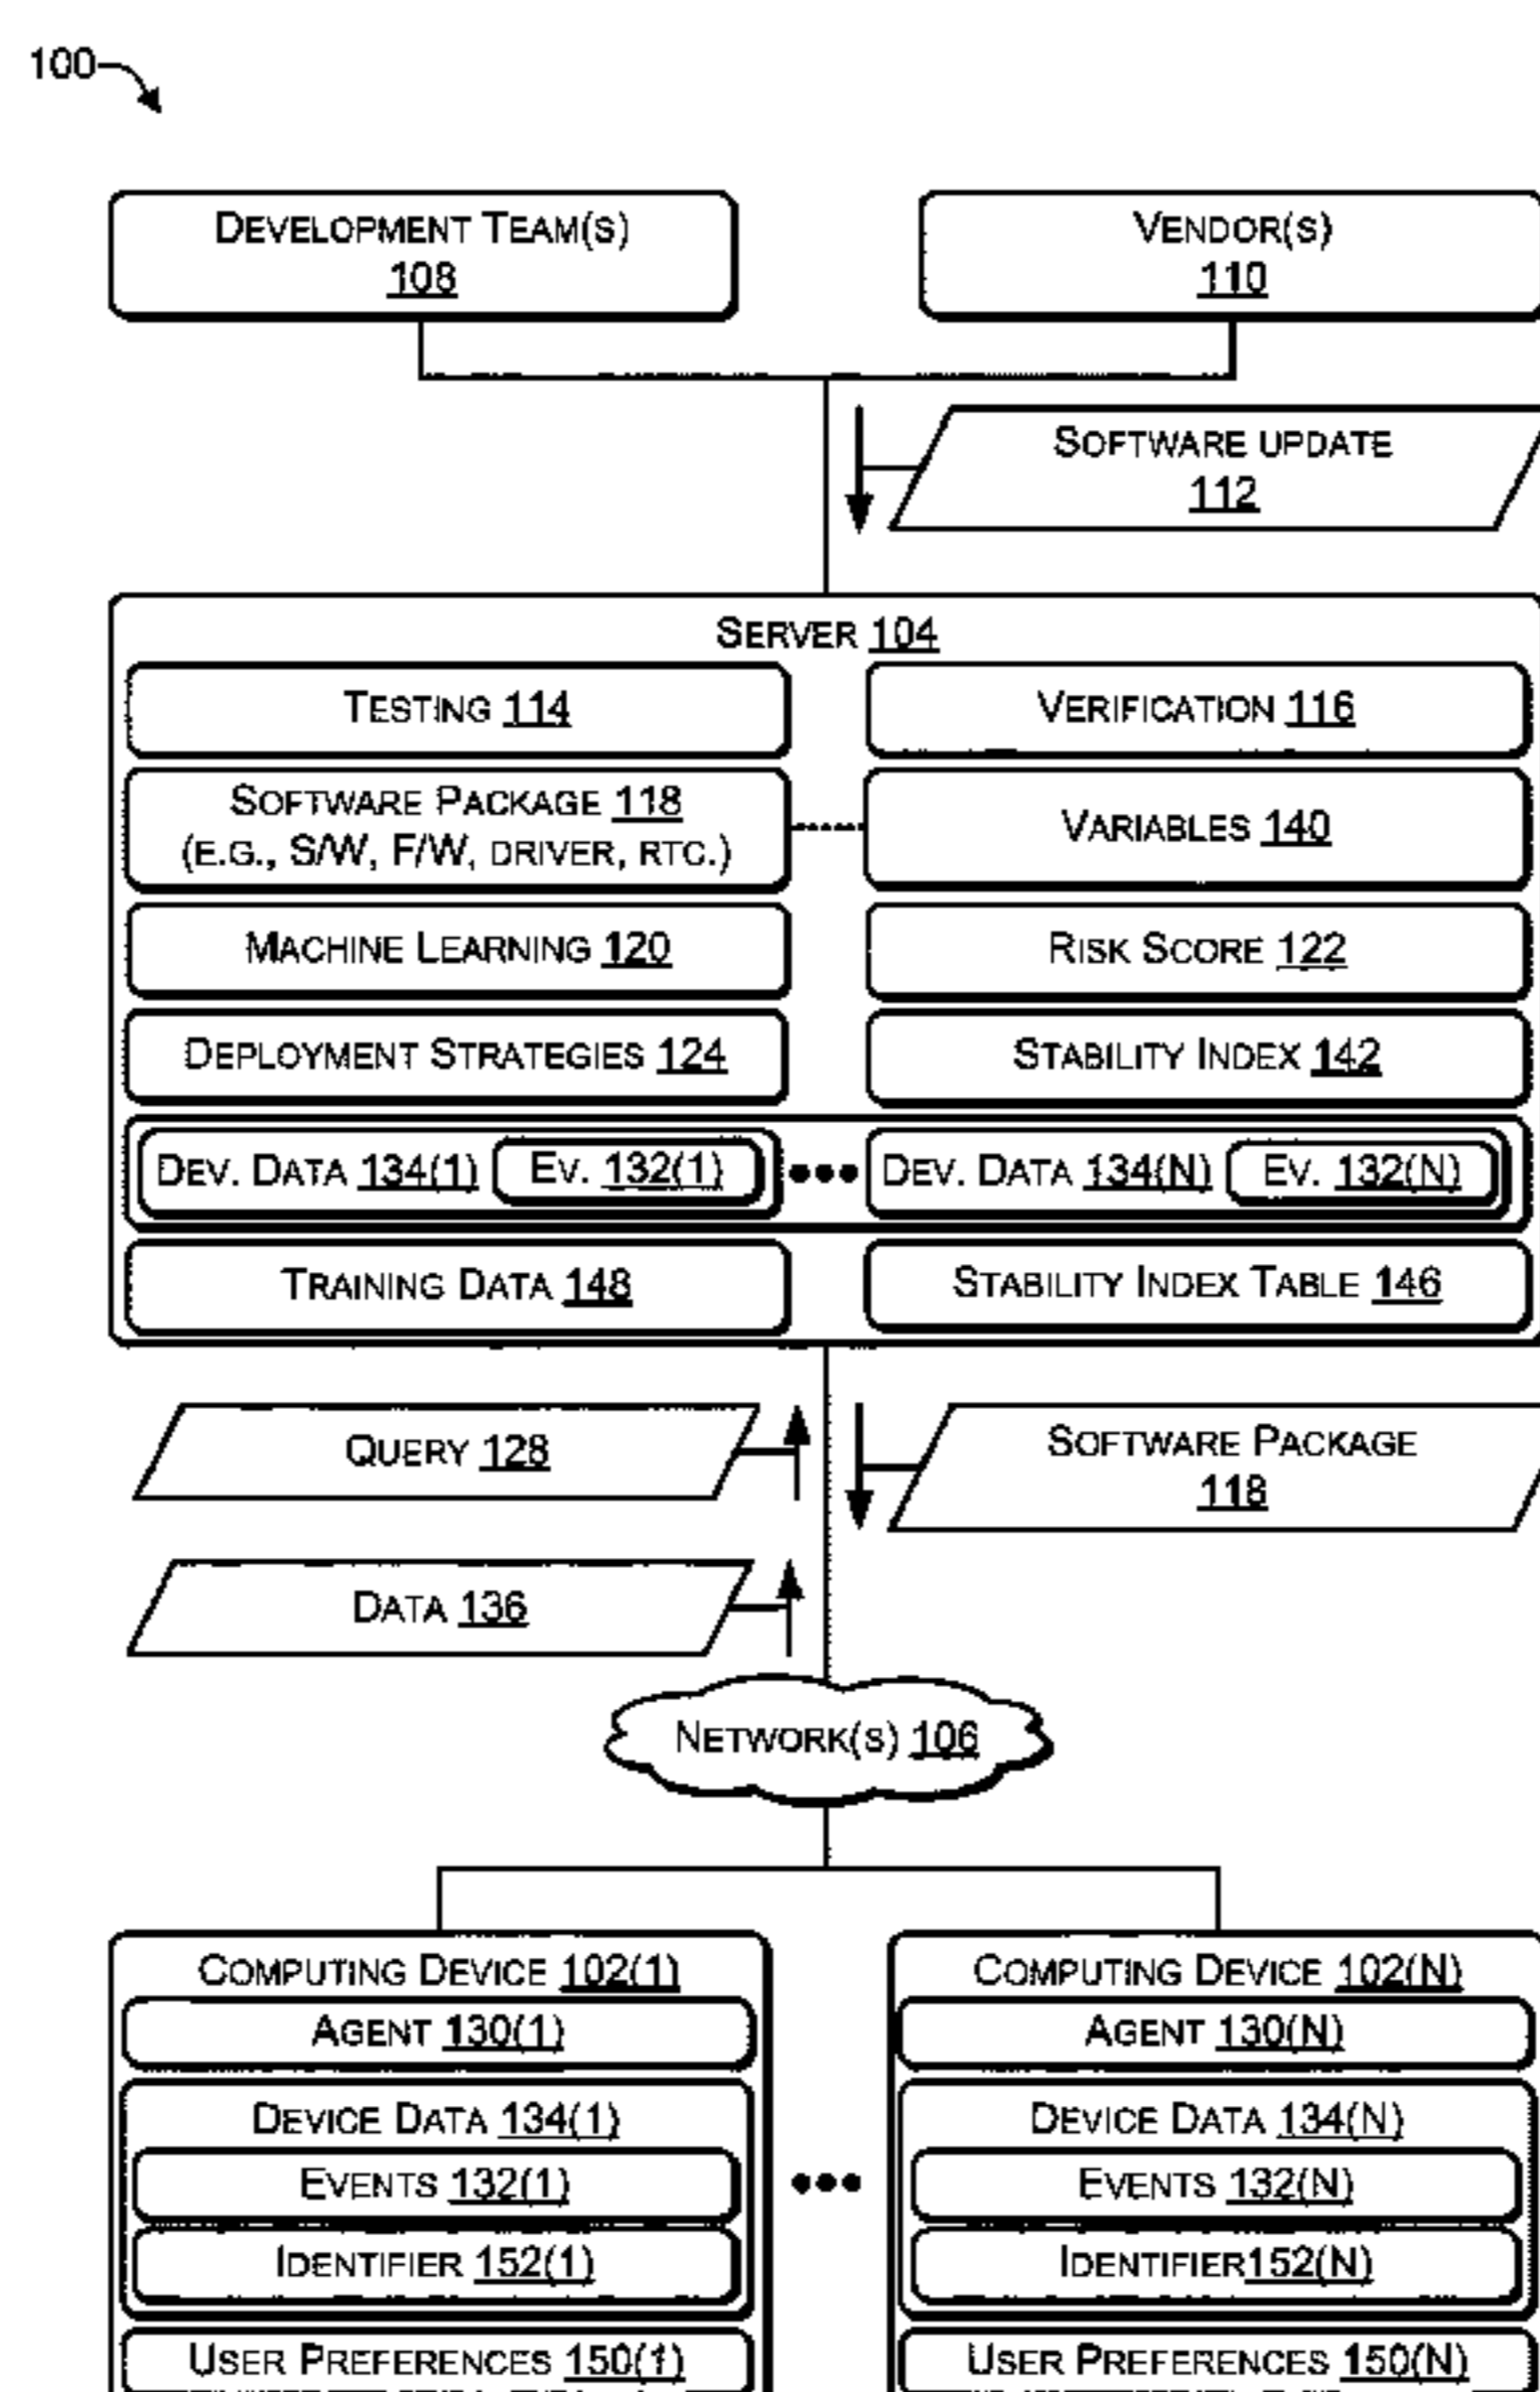 100
DEVELOPMENT TEAM(S)
108
VENDOR(S)
110
SOFTWARE UPDATE
112
SERVER 104
TESTING 114
VERIFICATION 116
SOFTWARE PACKAGE 118
(E.G., S/W, F/W, DRIVER, RTC.)
VARIABLES 140
MACHINE LEARNING 120
RISK SCORE 122
DEPLOYMENT STRATEGIES 124
STABILITY INDEX 142
DEV. DATA 134(1)
EV. 132(1)
DEV. DATA 134(N)
EV. 132(N)
TRAINING DATA 148
STABILITY INDEX TABLE 146
QUERY 128
SOFTWARE PACKAGE
118
DATA 136
NETWORK(S) 106
COMPUTING DEVICE 102(1)
AGENT 130(1)
DEVICE DATA 134(1)
EVENTS 132(1)
IDENTIFIER 152(1)
USER PREFERENCES 150(1)
COMPUTING DEVICE 102(N)
AGENT 130(N)
DEVICE DATA 134(N)
EVENTS 132(N)
IDENTIFIER152(N)
USER PREFERENCES 150(N)